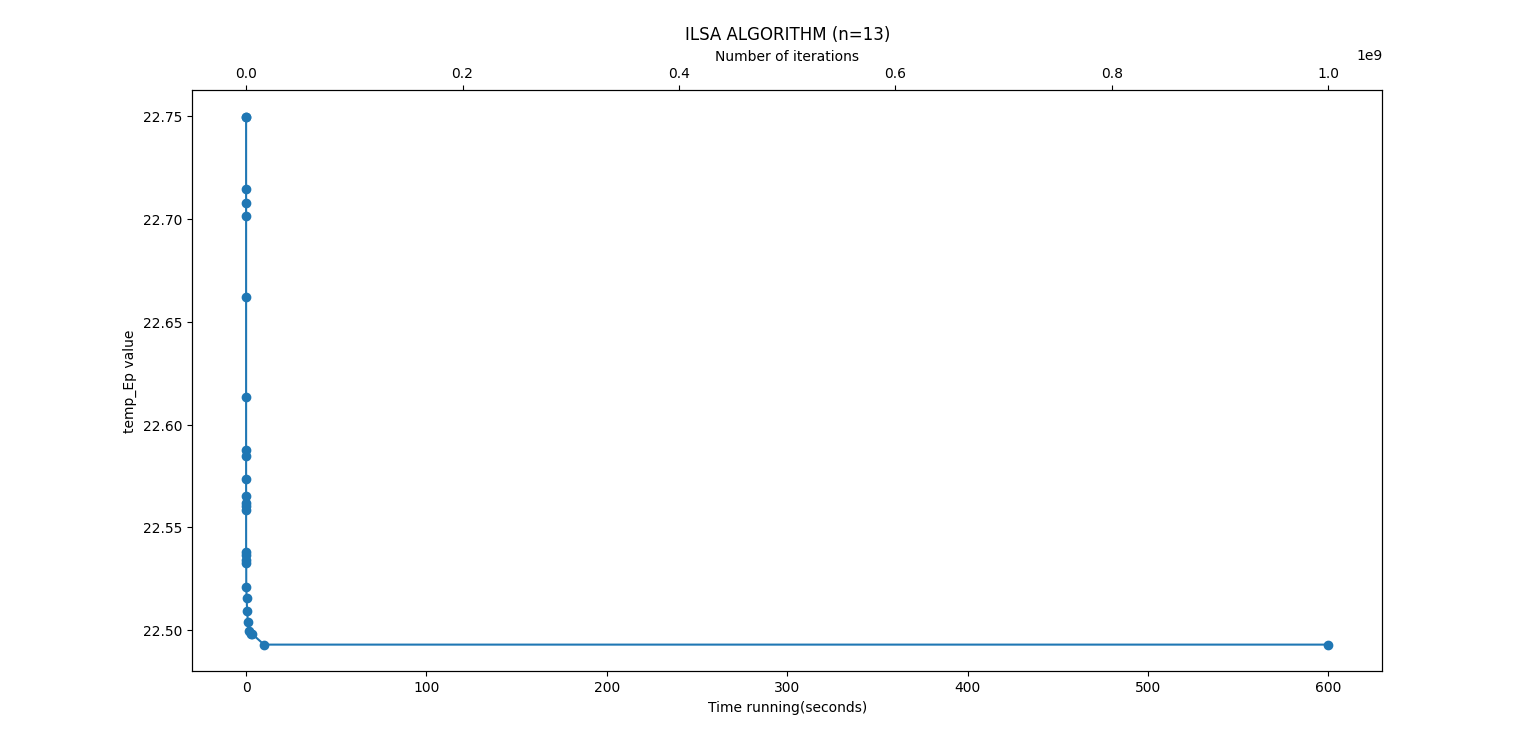 ILSA ALGORITHM (n=13)
Number of iterations
1e9
0.0 0.2 0.4 0.6 0.8 1.0
22.75
22.70
22.65
22.60
22.55
22.50
temp_Ep value
0 100 200 300 400 500 600
Time running(seconds)